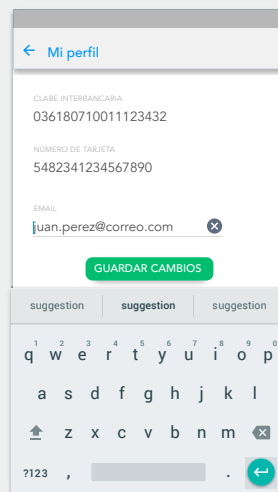 Mi perfil
CLABE INTERBANCARIA
036180710011123432
NÚMERO DE TARJETA
5482341234567890
EMAIL
juan.perez@correo.com
GUARDAR CAMBIOS
suggestion suggestion suggestion
1 2 3 4 5 6 7 8 9 0
q w e r t y u i o p
a s d f g h j k l
z x c v b n m
?123 , .